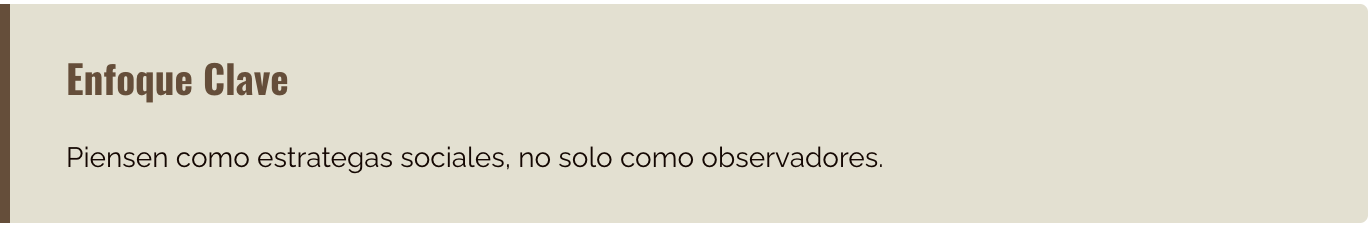 Enfoque Clave
Piensen como estrategas sociales, no solo como observadores.